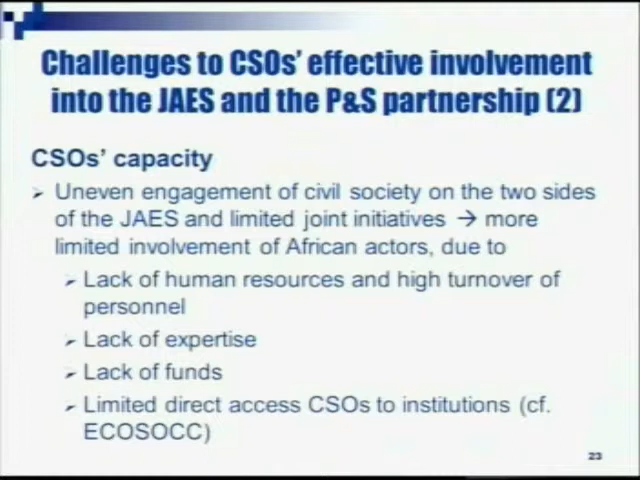 Challenges to CSOs' effective involvement
into the JAES and the P&S partnership (2)
CSOs' capacity
➢ Uneven engagement of civil society on the two sides
of the JAES and limited joint initiatives → more
limited involvement of African actors, due to
➢ Lack of human resources and high turnover of
personnel
➢ Lack of expertise
➢ Lack of funds
➢ Limited direct access CSOs to institutions (cf.
ECOSOCC)
23